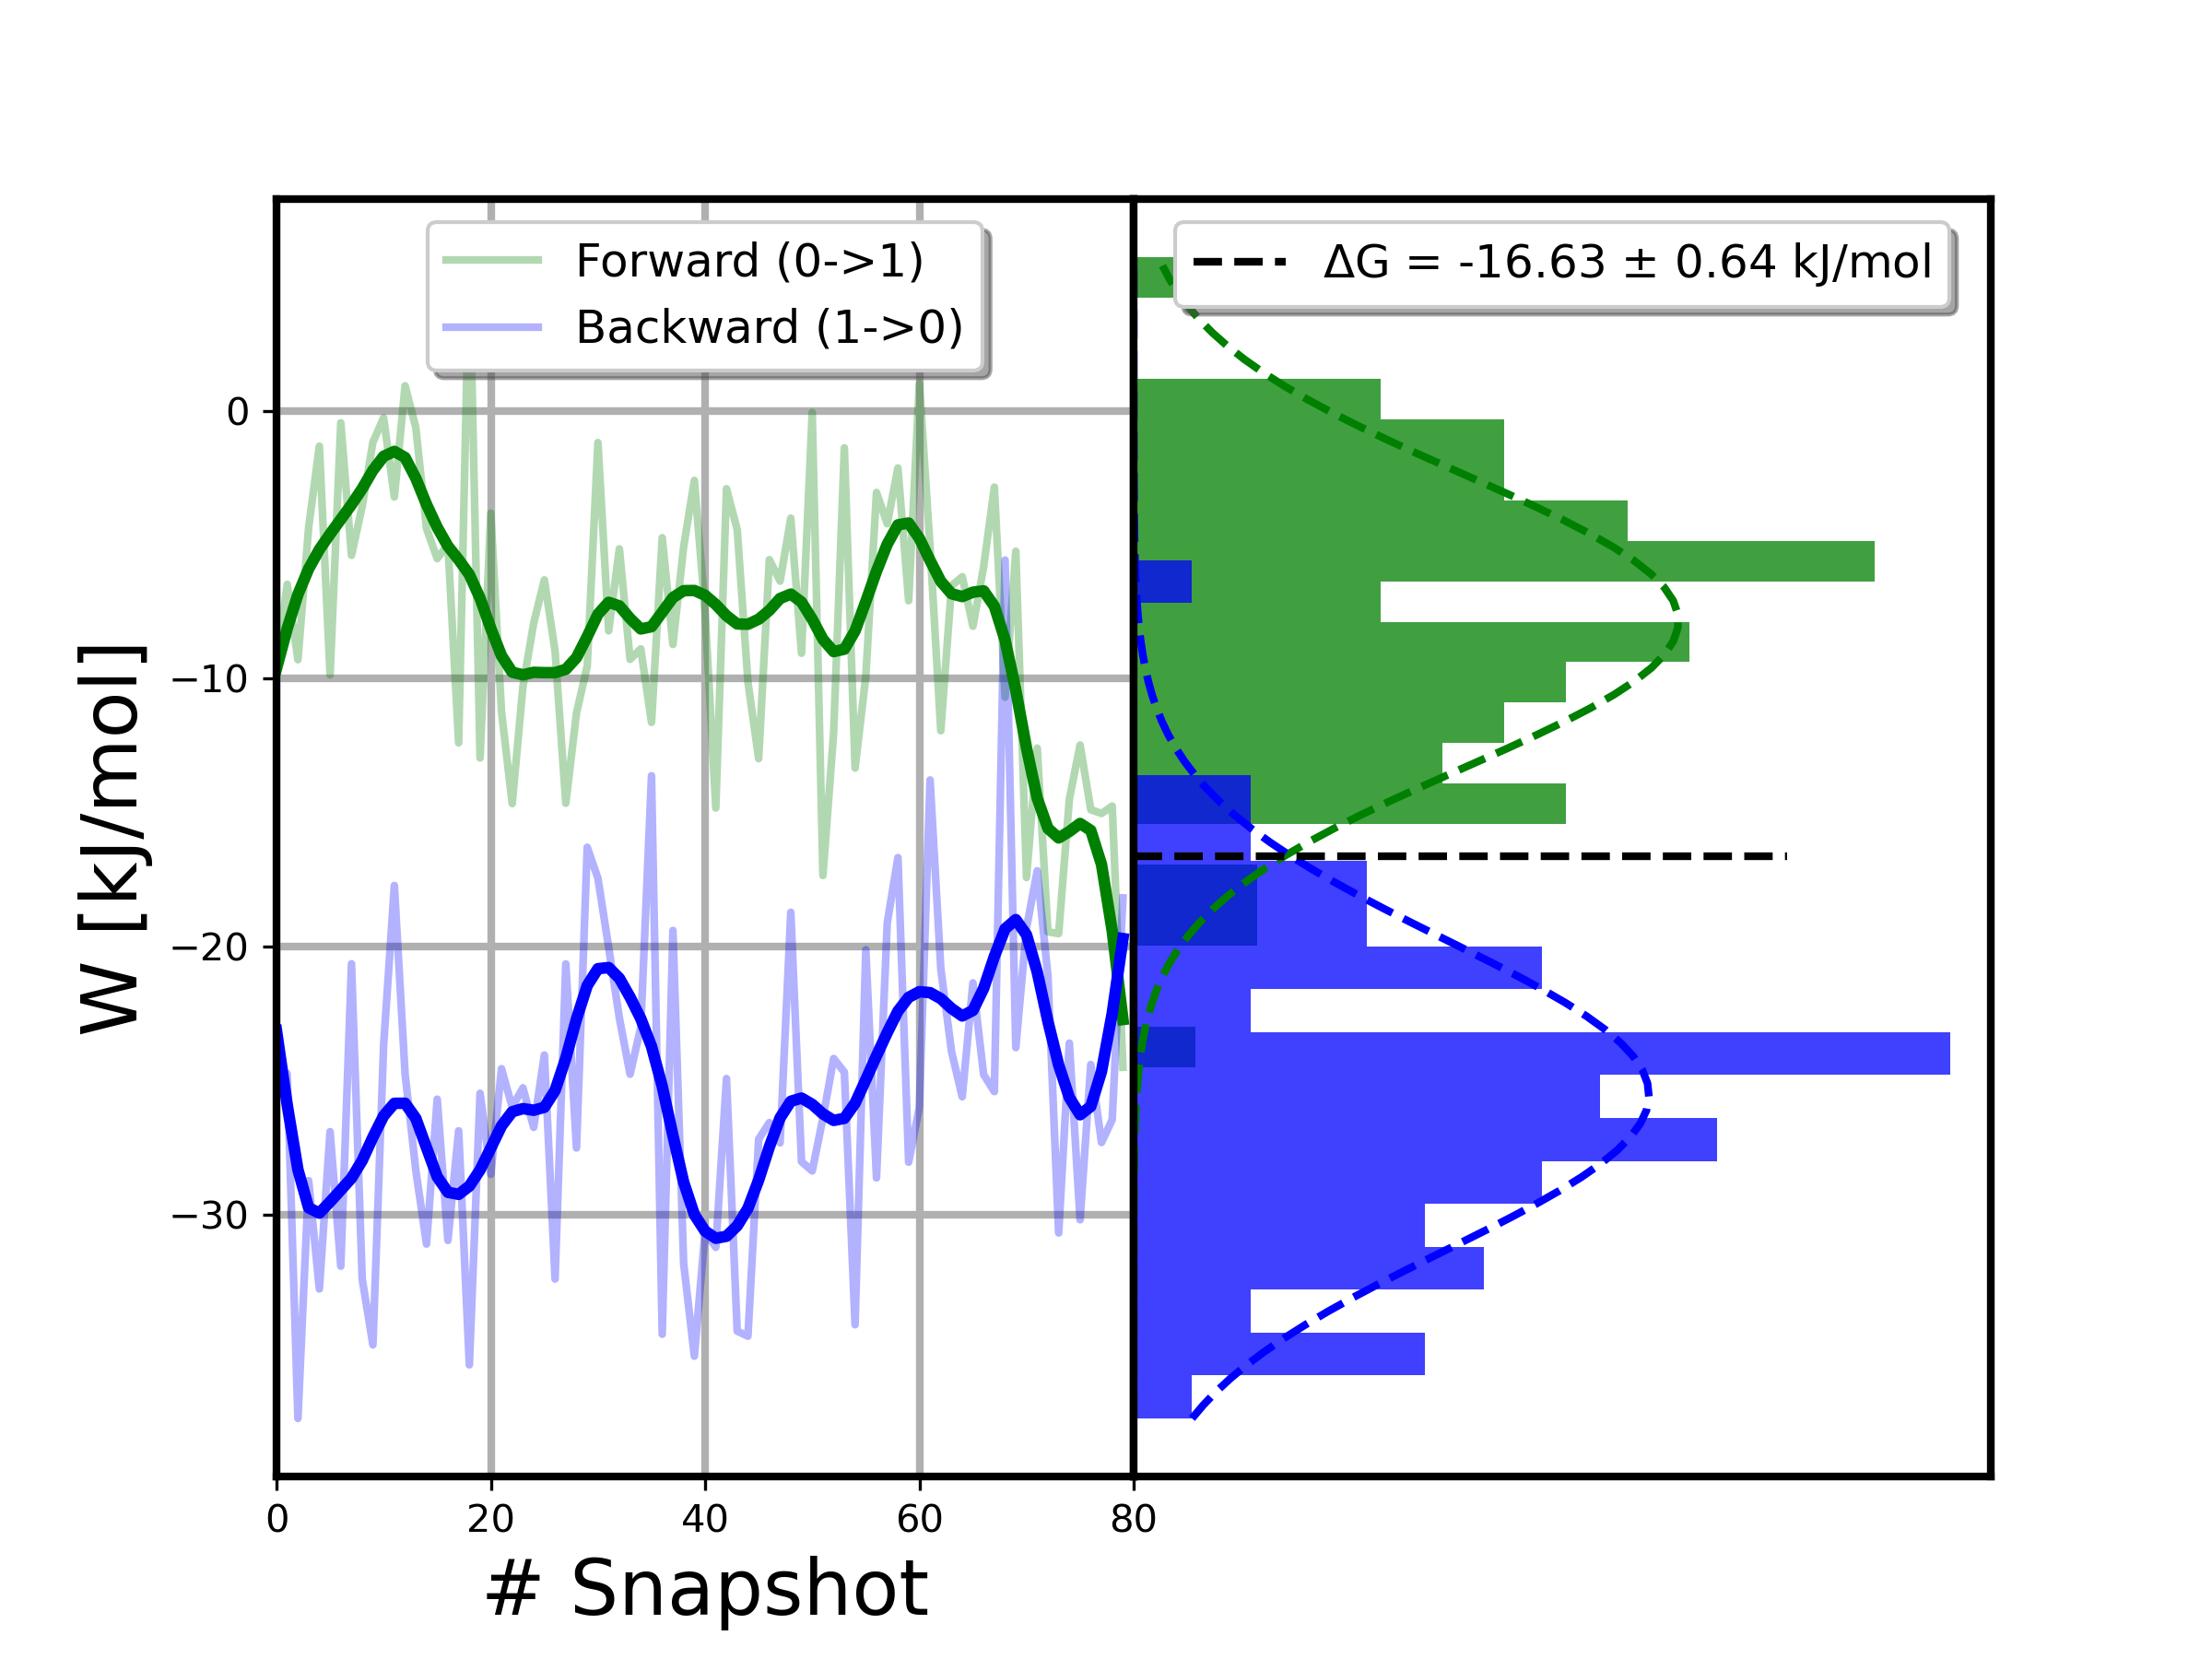 Forward (0->1)
Backward (1->0)
ΔG = -16.63 ± 0.64 kJ/mol
W [kJ/mol]
0
−10
−20
−30
0 20 40 60 80
# Snapshot